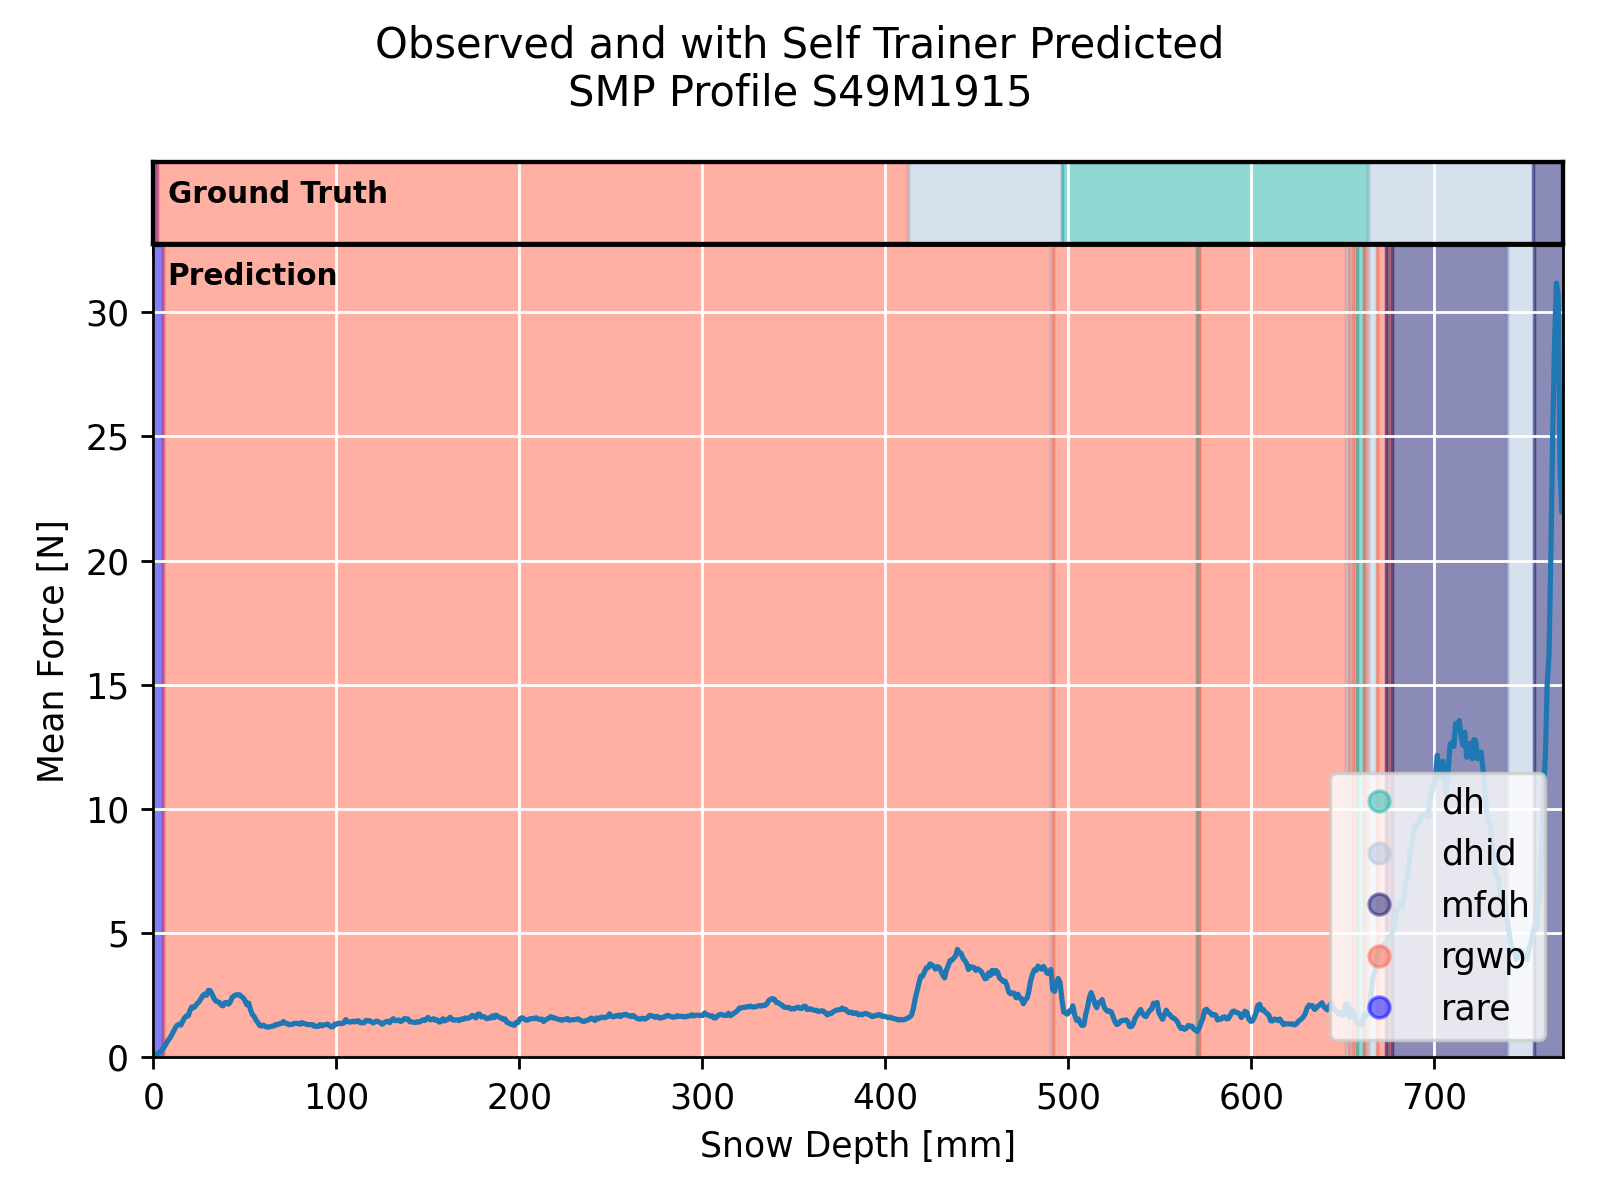 Observed and with Self Trainer Predicted
SMP Profile S49M1915
Ground Truth
Prediction
30
25
20
15
10
5
0
Mean Force [N]
dh
dhid
mfdh
rgwp
rare
0 100 200 300 400 500 600 700
Snow Depth [mm]